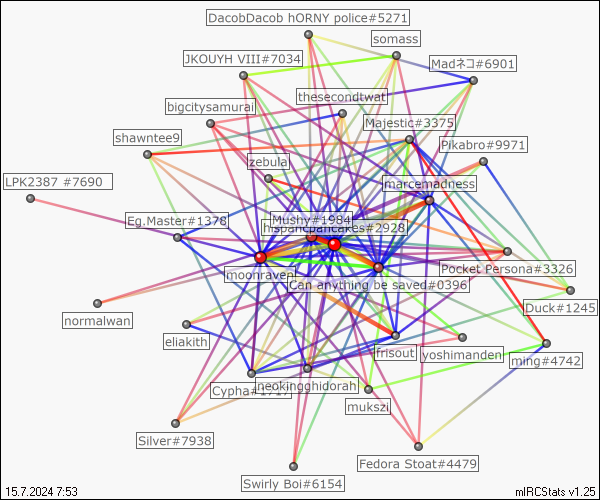 DacobDacob hORNY police#5271
somass
JKOUYH VIII#7034
Madネコ#6901
thesecondtwat
bigcitysamurai
Majestic#3375
shawntee9
Pikabro#9971
zebula
LPK2387 #7690
marcemadness
Eg.Master#1378
Mushy#1984
hispancpancakes#2928
moonraven
Pocket Persona#3326
Can anything be saved#0396
Duck#1245
normalwan
eliakith
frisout
yoshimanden
ming#4742
Cypha#1717
neokingghidorah
mukszi
Silver#7938
Fedora Stoat#4479
Swirly Boi#6154
15.7.2024 7:53
mIRCStats v1.25